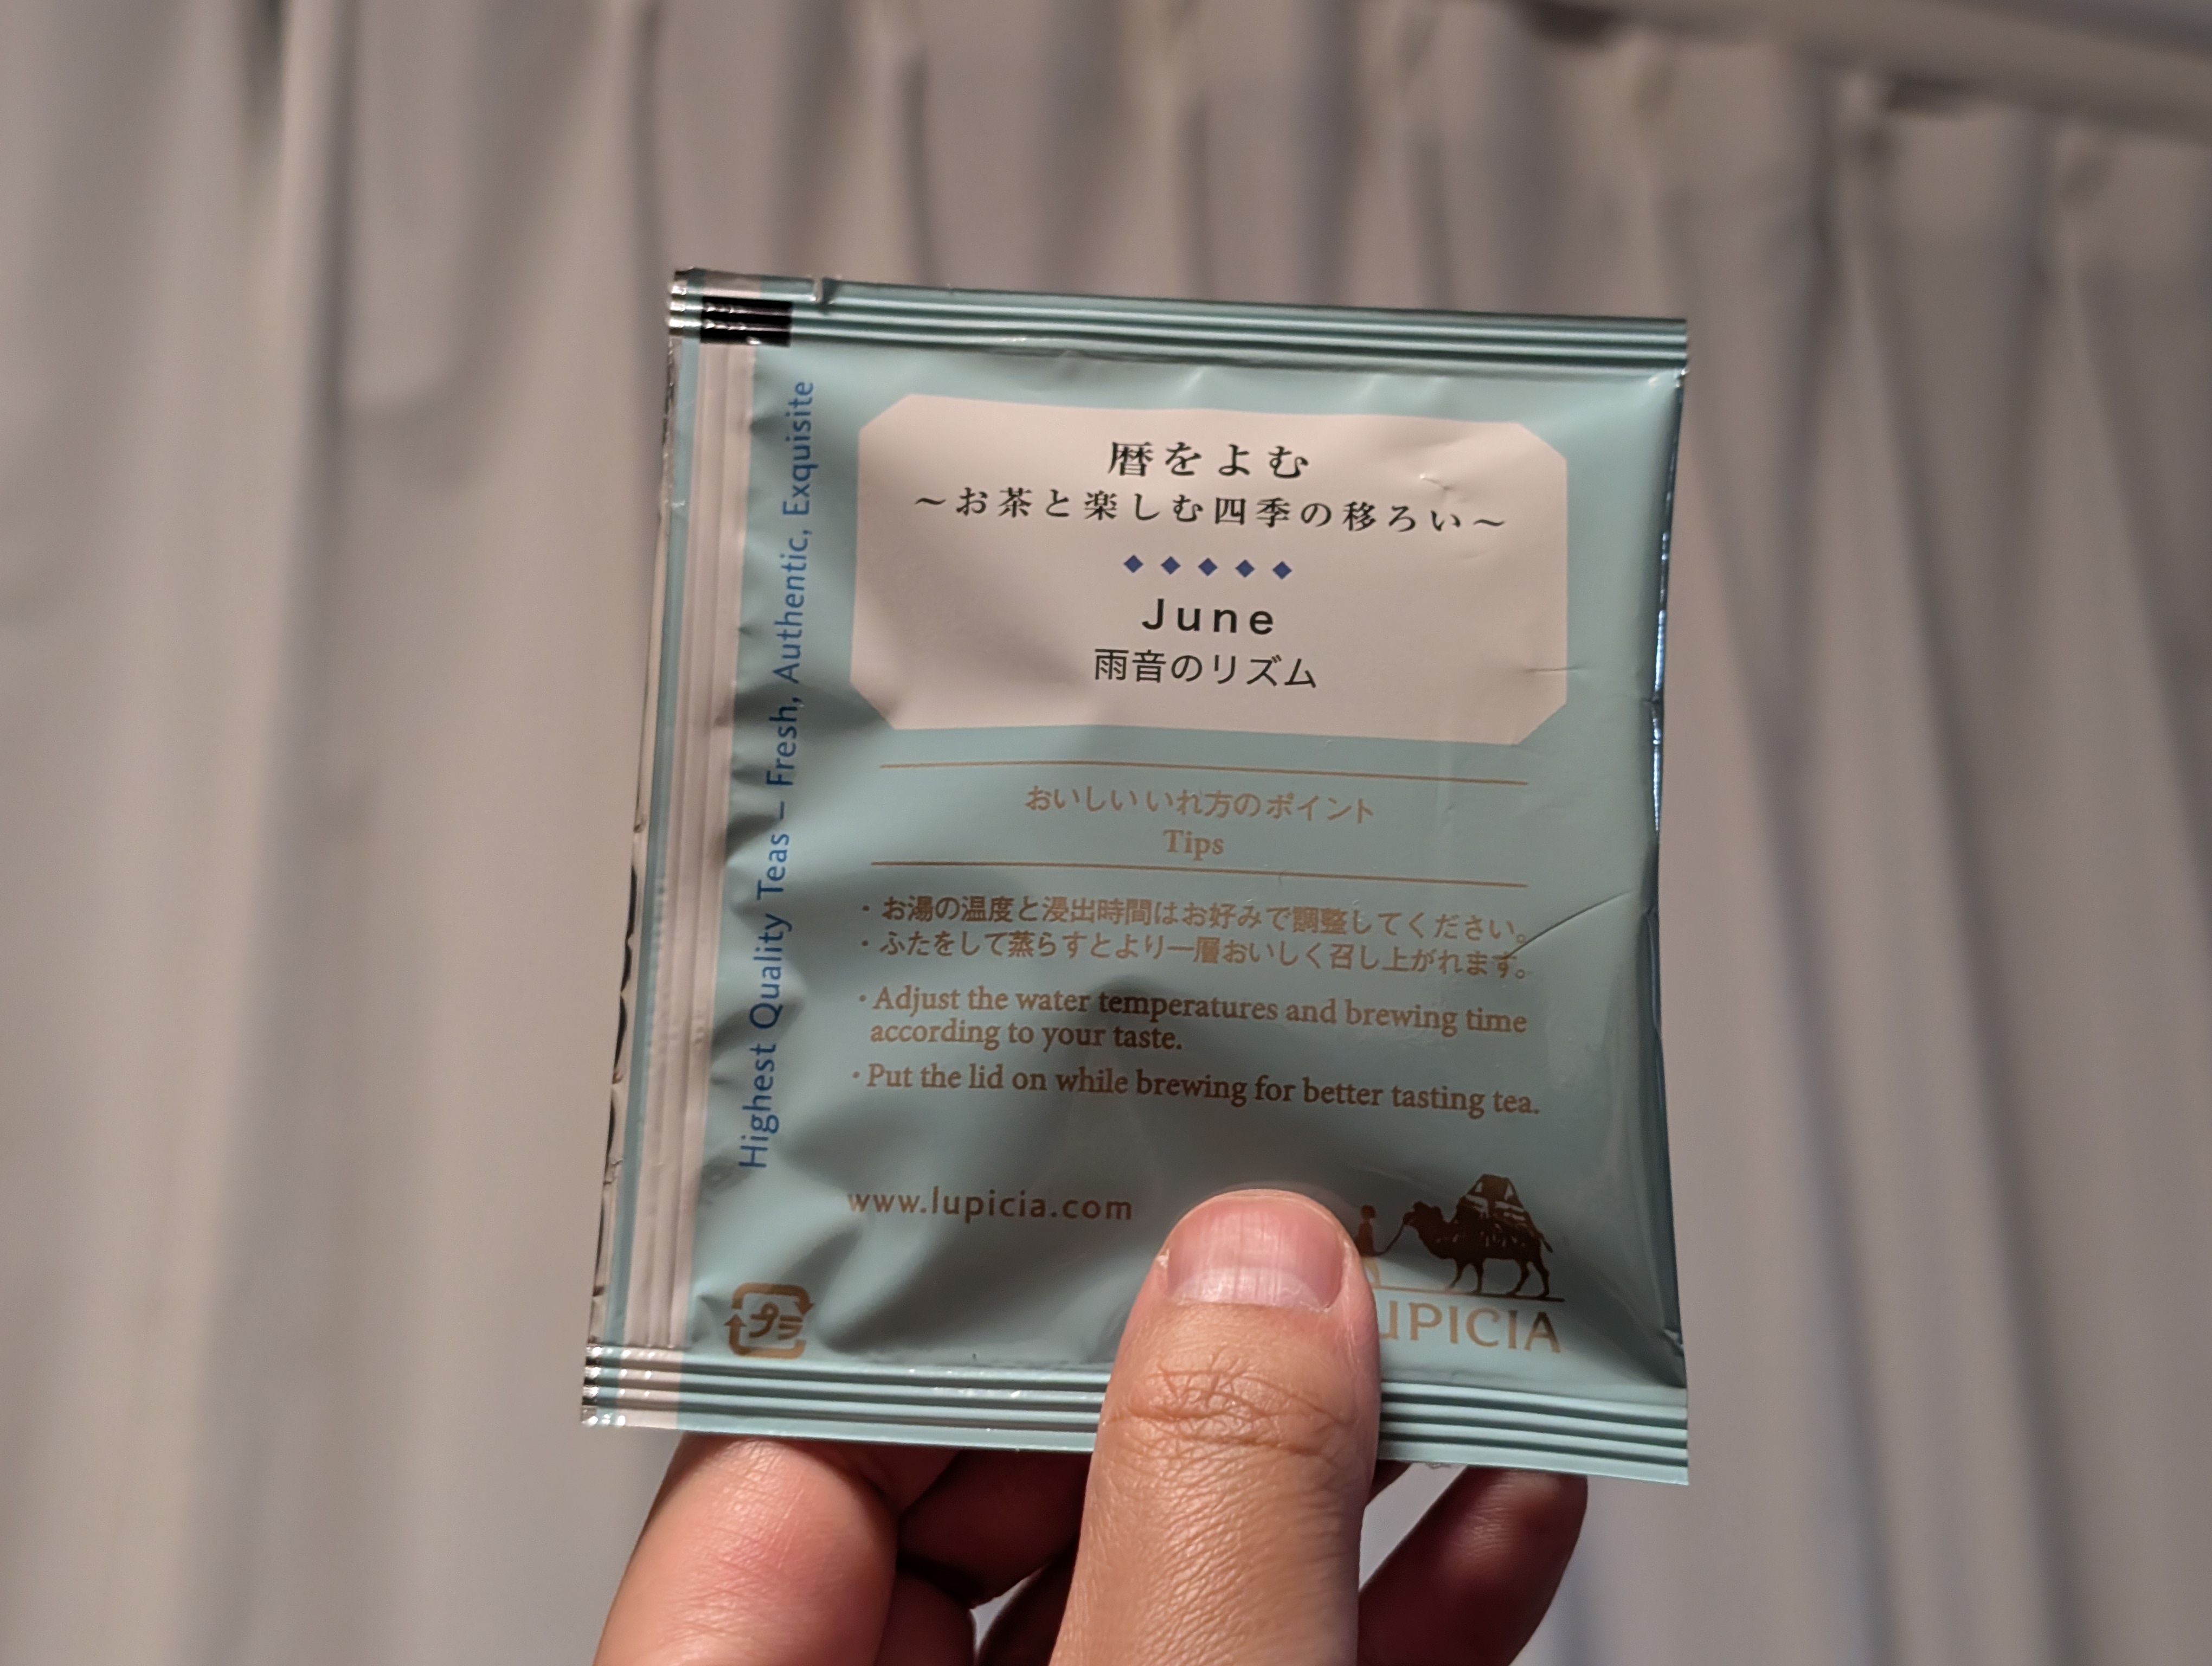 暦をよむ
～お茶と楽しむ四季の移ろい～
June
雨音のリズム
おいしいいれ方のポイント
Tips
・お湯の温度と浸出時間はお好みで調整してください。
・ふたをして蒸らすとより一層おいしく召し上がれます。
・Adjust the water temperatures and brewing time
according to your taste.
・Put the lid on while brewing for better tasting tea.
www.lupicia.com
UPICIA
プラ
Highest Quality Teas – Fresh, Authentic, Exquisite